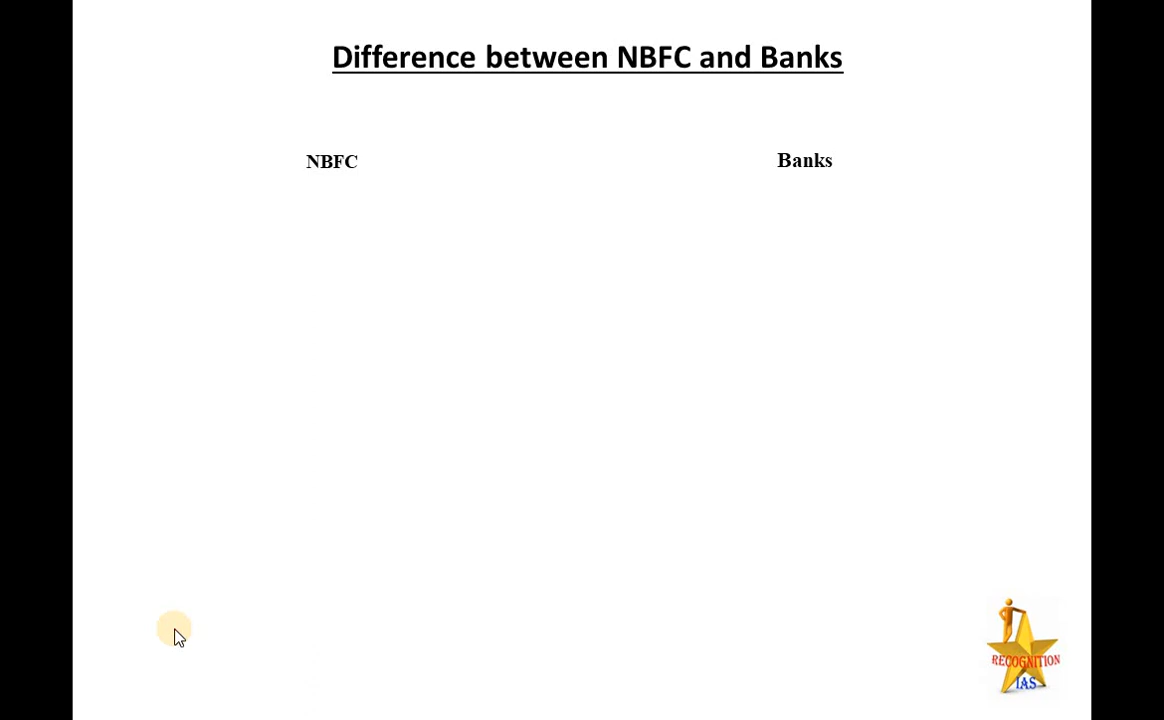 Difference between NBFC and Banks
NBFC
Banks
RECOGNITION
IAS